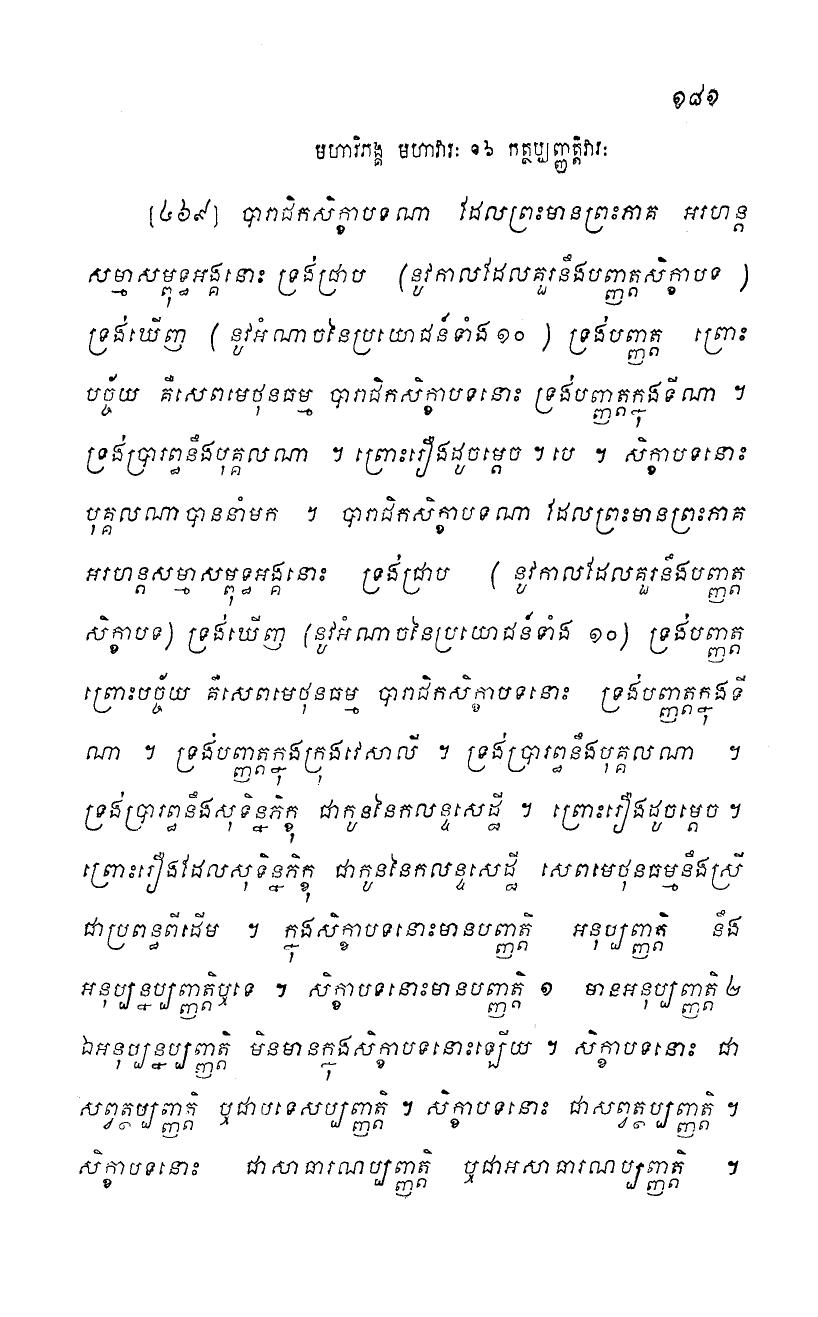 ១៨១
មហាវិភង្គ មហាវារៈ ១៦ កត្ថប្បញ្ញត្តិវារៈ
[៤៦៩] បារាជិកសិក្ខាបទណា ដែលព្រះមានព្រះភាគ អរហន្ត
សម្មាសម្ពុទ្ធអង្គនោះ ទ្រង់ជ្រាប (នូវកាលដែលគួរនឹងបញ្ញត្តសិក្ខាបទ )
ទ្រង់ឃើញ ( នូវអំណាចនៃប្រយោជន៍ទាំង ១០ ) ទ្រង់បញ្ញត្ត ព្រោះ
បច្ច័យ គឺសេពមេថុនធម្ម បារាជិកសិក្ខាបទនោះ ទ្រង់បញ្ញត្តក្នុងទីណា ។
ទ្រង់ប្រារព្ធនឹងបុគ្គលណា ។ ព្រោះរឿងដូចម្តេច ។ បេ ។ សិក្ខាបទនោះ
បុគ្គលណាបាននាំមក ។ បារាជិកសិក្ខាបទណា ដែលព្រះមានព្រះភាគ
អរហន្តសម្មាសម្ពុទ្ធអង្គនោះ ទ្រង់ជ្រាប ( នូវកាលដែលគួរនឹងបញ្ញត្ត
សិក្ខាបទ) ទ្រង់ឃើញ (នូវអំណាចនៃប្រយោជន៍ទាំង ១០) ទ្រង់បញ្ញត្ត
ព្រោះបច្ច័យ គឺសេពមេថុនធម្ម បារាជិកសិក្ខាបទនោះ ទ្រង់បញ្ញត្តក្នុងទី
ណា ។ ទ្រង់បញ្ញត្តក្នុងក្រុងវេសាលី ។ ទ្រង់ប្រារព្ធនឹងបុគ្គលណា ។
ទ្រង់ប្រារព្ធនឹងសុទិន្នភិក្ខុ ជាកូននៃកលន្ទសេដ្ឋី ។ ព្រោះរឿងដូចម្តេច ។
ព្រោះរឿងដែលសុទិន្នភិក្ខុ ជាកូននៃកលន្ទសេដ្ឋី សេពមេថុនធម្មនឹងស្រី
ជាប្រពន្ធពីដើម ។ ក្នុងសិក្ខាបទនោះមានបញ្ញត្តិ អនុប្បញ្ញត្តិ នឹង
អនុប្បន្នប្បញ្ញត្តិឬទេ ។ សិក្ខាបទនោះមានបញ្ញត្តិ ១ មានអនុប្បញ្ញត្តិ ២
ឯអនុប្បន្នប្បញ្ញត្តិ មិនមានក្នុងសិក្ខាបទនោះឡើយ ។ សិក្ខាបទនោះ ជា
សព្វត្ថប្បញ្ញត្តិ ឬជាបទេសប្បញ្ញត្តិ ។ សិក្ខាបទនោះ ជាសព្វត្ថប្បញ្ញត្តិ ។
សិក្ខាបទនោះ ជាសាធារណប្បញ្ញត្តិ ឬជាអសាធារណប្បញ្ញត្តិ ។